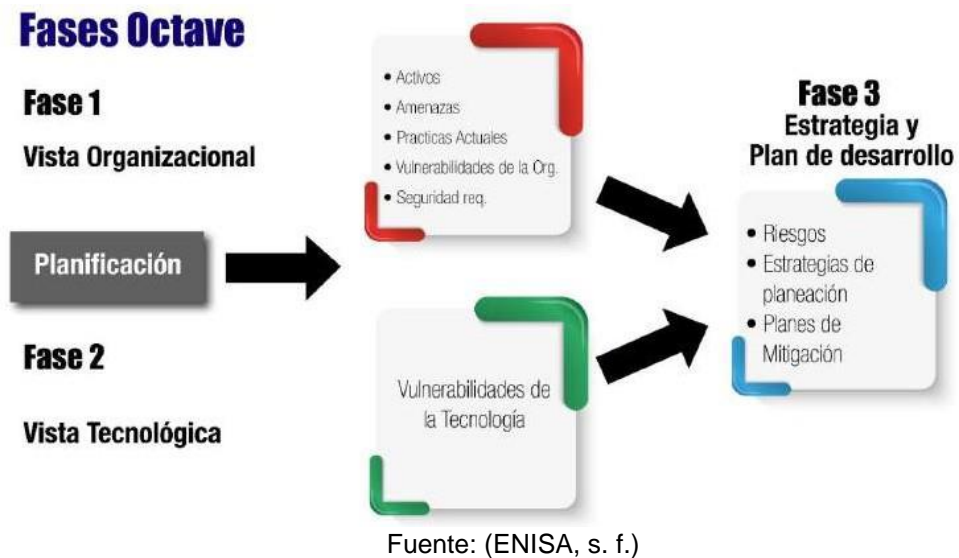 Fases Octave
Fase 1
Vista Organizacional
Planificación
Fase 2
Vista Tecnológica
• Activos
• Amenazas
• Practicas Actuales
• Vulnerabilidades de la Org.
• Seguridad req.
Vulnerabilidades de
la Tecnología
Fase 3
Estrategia y
Plan de desarrollo
• Riesgos
• Estrategias de
planeación
• Planes de
Mitigación
Fuente: (ENISA, s. f.)